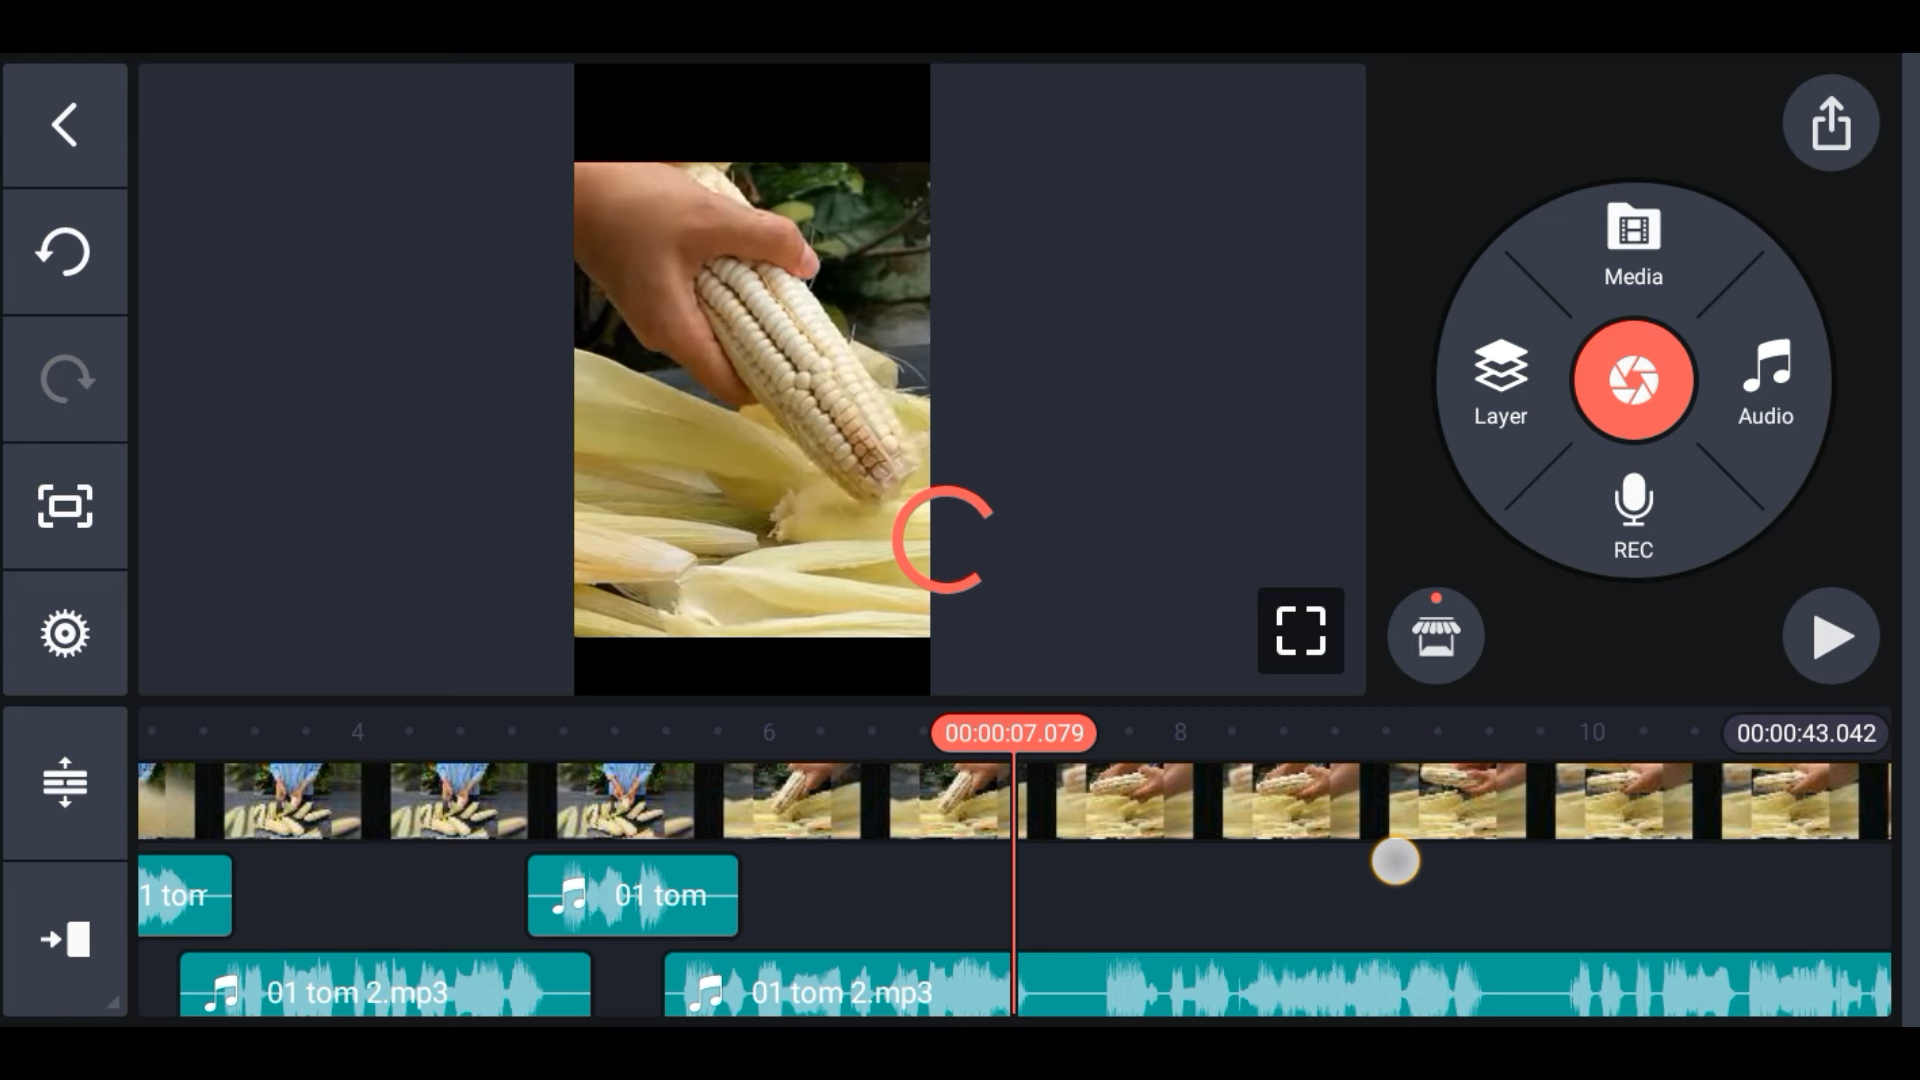 Media
Layer
Audio
REC
4
6
00:00:07.079
8
10
00:00:43.042
1 tom
01 tom
01 tom 2.mp3
01 tom 2.mp3